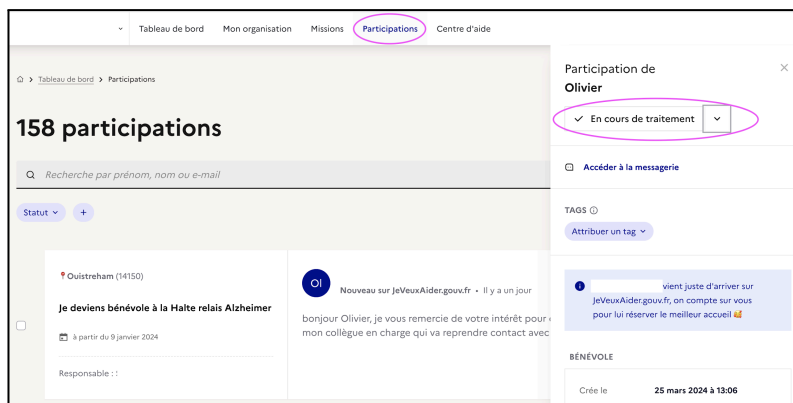 Tableau de bord Mon organisation Missions Participations Centre d'aide
Tableau de bord > Participations
158 participations
Recherche par prénom, nom ou e-mail
Statut +
Ouistreham (14150)
Je deviens bénévole à la Halte relais Alzheimer
à partir du 9 janvier 2024
Responsable : :
OI
Nouveau sur JeVeuxAider.gouv.fr • Il y a un jour
bonjour Olivier, je vous remercie de votre intérêt pour
mon collègue en charge qui va reprendre contact avec
Participation de
Olivier
En cours de traitement
Accéder à la messagerie
TAGS
Attribuer un tag
vient juste d'arriver sur
JeVeuxAider.gouv.fr, on compte sur vous
pour lui réserver le meilleur accueil 🤗
BÉNÉVOLE
Crée le 25 mars 2024 à 13:06